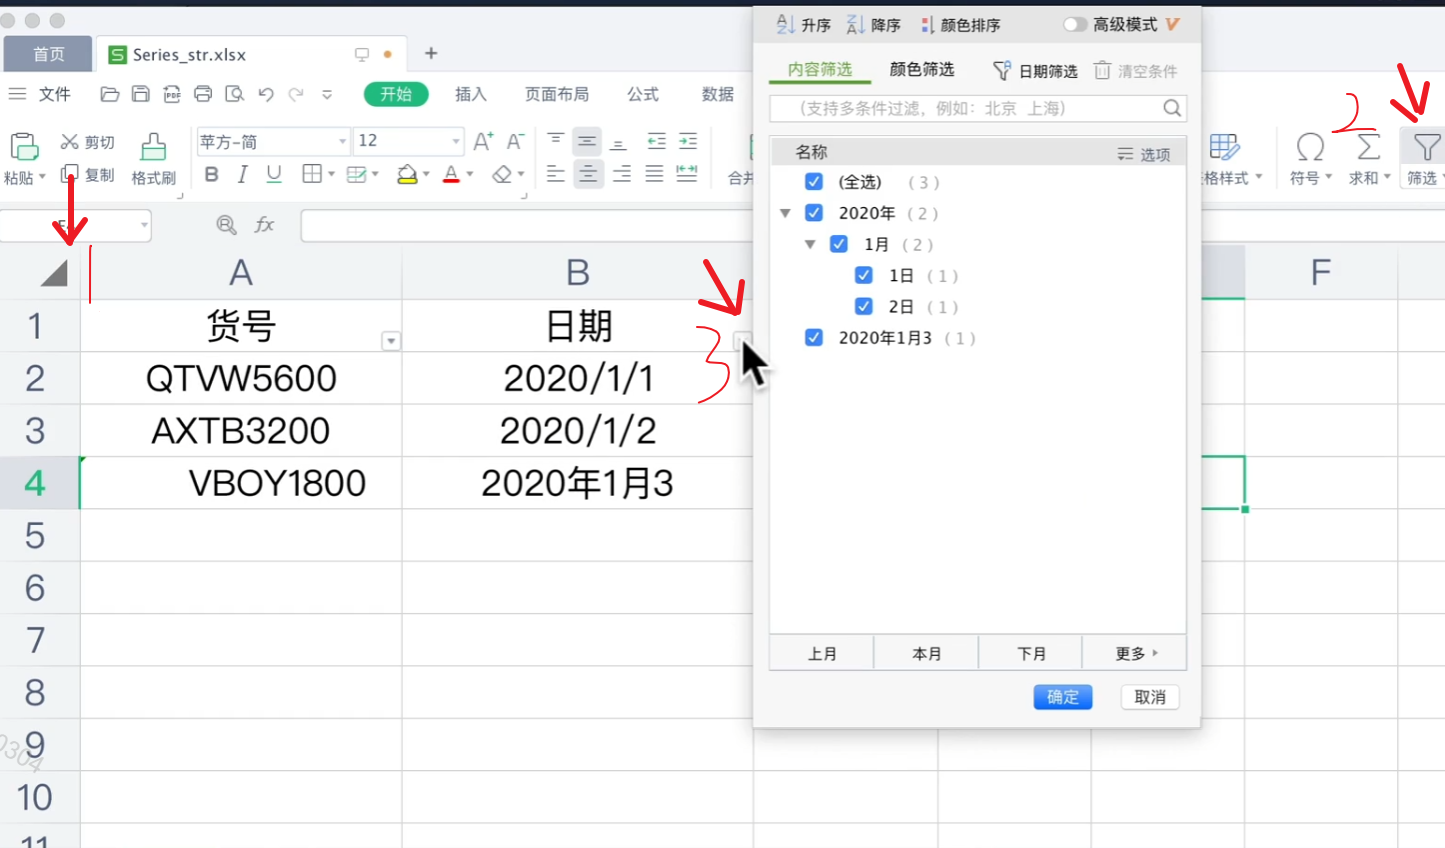 升序 降序 颜色排序 高级模式
首页 S Series_str.xlsx +
内容筛选 颜色筛选 日期筛选 清空条件
文件 开始 插入 页面布局 公式 数据
(支持多条件过滤，例如：北京 上海)
剪切 苹方-简 12 A+ A-
粘贴 复制 格式刷 B I U A 合并 格样式 符号 求和 筛选
fx
名称 选项
(全选) (3)
2020年 (2)
1月 (2)
1日 (1)
2日 (1)
2020年1月3 (1)
上月 本月 下月 更多
确定 取消
1 2 3
A B F
1 货号 日期
2 QTVW5600 2020/1/1
3 AXTB3200 2020/1/2
4 VBOY1800 2020年1月3
5
6
7
8
9
10
11